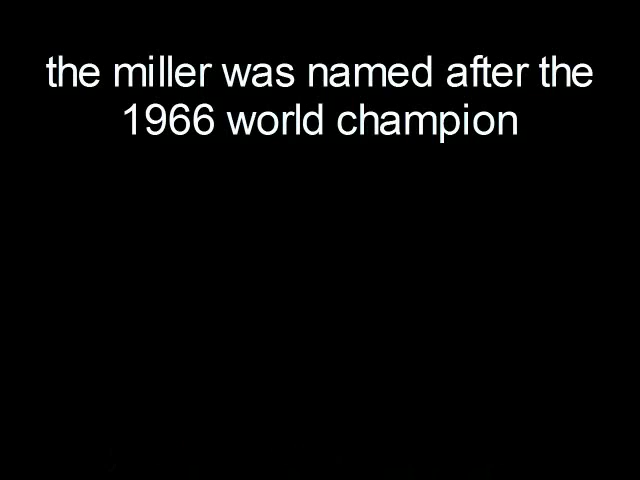 the miller was named after the
1966 world champion